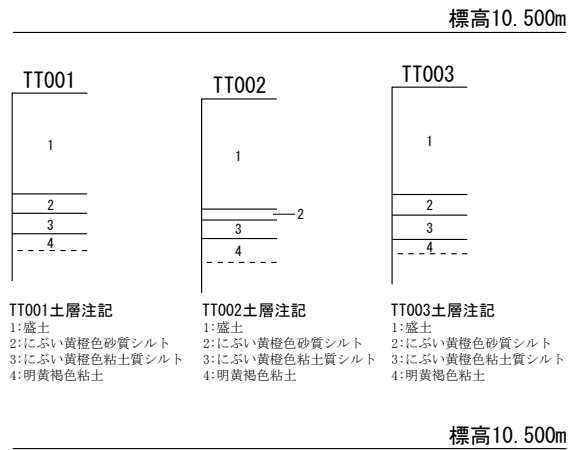 標高10.500m
TT001
TT002
TT003
1
2
3
4
1
2
3
4
1
2
3
4
TT001土層注記
1:盛土
2:にぶい黄橙色砂質シルト
3:にぶい黄橙色粘土質シルト
4:明黄褐色粘土
TT002土層注記
1:盛土
2:にぶい黄橙色砂質シルト
3:にぶい黄橙色粘土質シルト
4:明黄褐色粘土
TT003土層注記
1:盛土
2:にぶい黄橙色砂質シルト
3:にぶい黄橙色粘土質シルト
4:明黄褐色粘土
標高10.500m